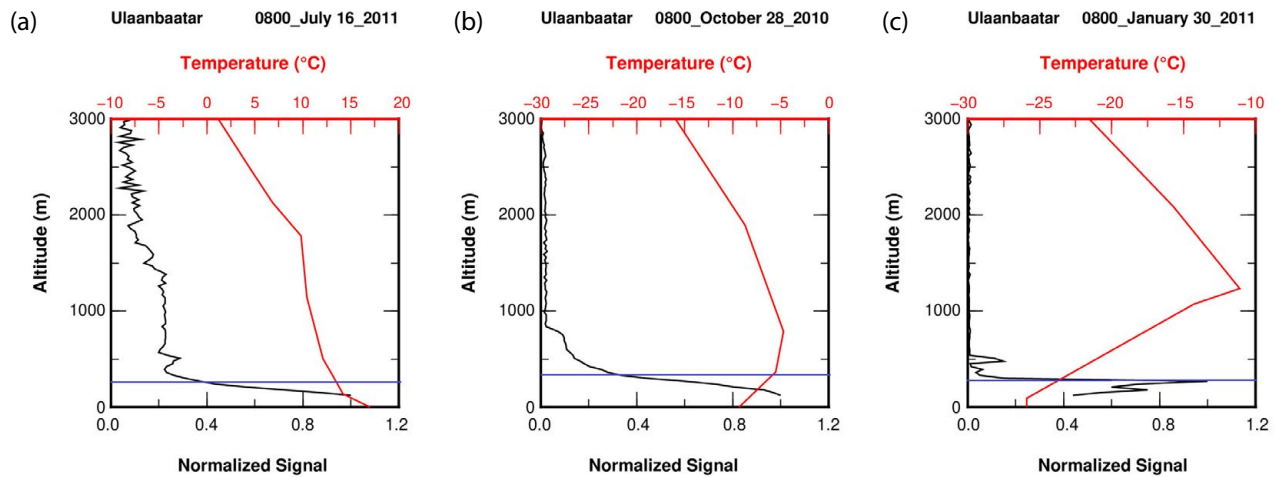 (a)
Ulaanbaatar 0800_July 16_2011
Temperature (°C)
−10 −5 0 5 10 15 20
3000
2000
1000
0
Altitude (m)
0.0 0.4 0.8 1.2
Normalized Signal
(b)
Ulaanbaatar 0800_October 28_2010
Temperature (°C)
−30 −25 −20 −15 −10 −5 0
3000
2000
1000
0
Altitude (m)
0.0 0.4 0.8 1.2
Normalized Signal
(c)
Ulaanbaatar 0800_January 30_2011
Temperature (°C)
−30 −25 −20 −15 −10
3000
2000
1000
0
Altitude (m)
0.0 0.4 0.8 1.2
Normalized Signal